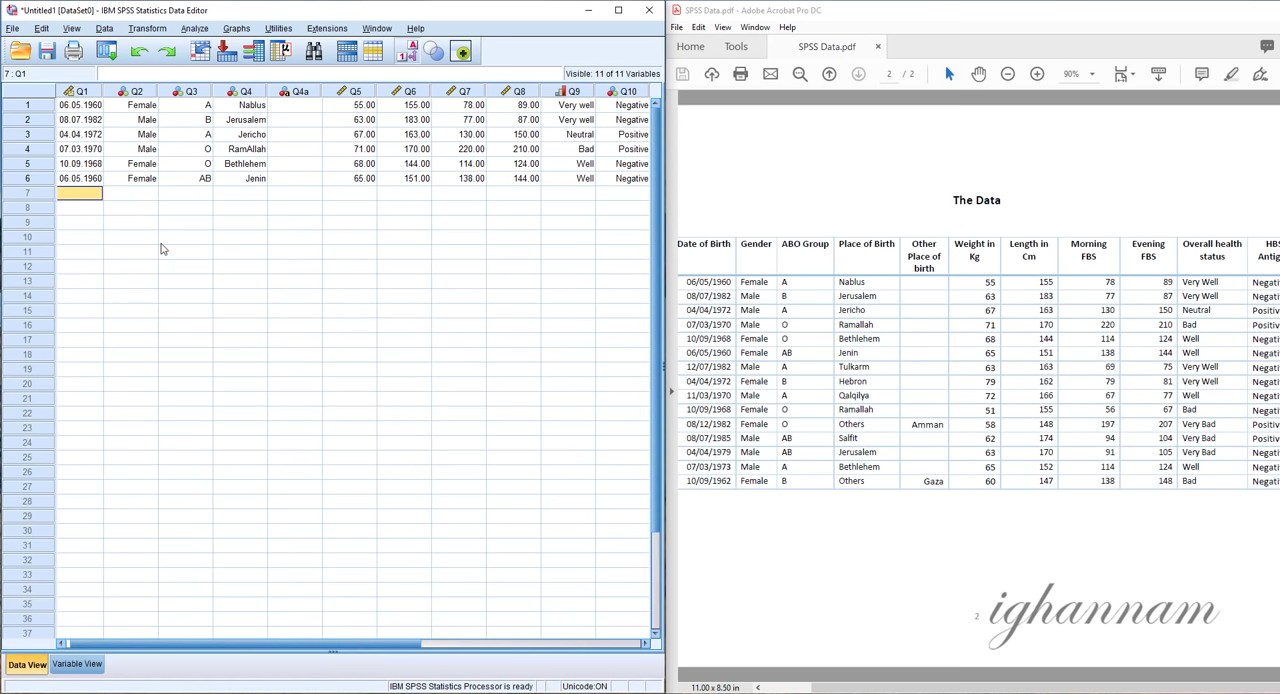 *Untitled1 [DataSet0] - IBM SPSS Statistics Data Editor
File Edit View Data Transform Analyze Graphs Utilities Extensions Window Help
7 : Q1
Visible: 11 of 11 Variables
Q1 Q2 Q3 Q4 Q4a Q5 Q6 Q7 Q8 Q9 Q10
1 06.05.1960 Female A Nablus 55.00 155.00 78.00 89.00 Very well Negative
2 08.07.1982 Male B Jerusalem 63.00 183.00 77.00 87.00 Very well Negative
3 04.04.1972 Male A Jericho 67.00 163.00 130.00 150.00 Neutral Positive
4 07.03.1970 Male O RamAllah 71.00 170.00 220.00 210.00 Bad Positive
5 10.09.1968 Female O Bethlehem 68.00 144.00 114.00 124.00 Well Negative
6 06.05.1960 Female AB Jenin 65.00 151.00 138.00 144.00 Well Negative
7
8
9
10
11
12
13
14
15
16
17
18
19
20
21
22
23
24
25
26
27
28
29
30
31
32
33
34
35
36
37
Data View Variable View
IBM SPSS Statistics Processor is ready Unicode:ON
SPSS Data.pdf - Adobe Acrobat Pro DC
File Edit View Window Help
Home Tools SPSS Data.pdf ×
2 / 2 90%
The Data
Date of Birth Gender ABO Group Place of Birth Other Weight in Length in Morning Evening Overall health HBS
Place of Kg Cm FBS FBS status Antig
birth
06/05/1960 Female A Nablus 55 155 78 89 Very Well Negati
08/07/1982 Male B Jerusalem 63 183 77 87 Very Well Negati
04/04/1972 Male A Jericho 67 163 130 150 Neutral Positiv
07/03/1970 Male O Ramallah 71 170 220 210 Bad Positiv
10/09/1968 Female O Bethlehem 68 144 114 124 Well Negati
06/05/1960 Female AB Jenin 65 151 138 144 Well Negati
12/07/1982 Male A Tulkarm 63 163 69 75 Very Well Negati
04/04/1972 Female B Hebron 79 162 79 81 Very Well Negati
11/03/1970 Male A Qalqilya 72 166 67 77 Well Negati
10/09/1968 Female O Ramallah 51 155 56 67 Bad Negati
08/12/1982 Female O Others Amman 58 148 197 207 Very Bad Positiv
08/07/1985 Male AB Salfit 62 174 94 104 Very Bad Positiv
04/04/1979 Male AB Jerusalem 63 170 91 105 Very Bad Negati
07/03/1973 Male A Bethlehem 65 152 114 124 Well Negati
10/09/1962 Female B Others Gaza 60 147 138 148 Bad Negati
2 ighannam
11.00 x 8.50 in